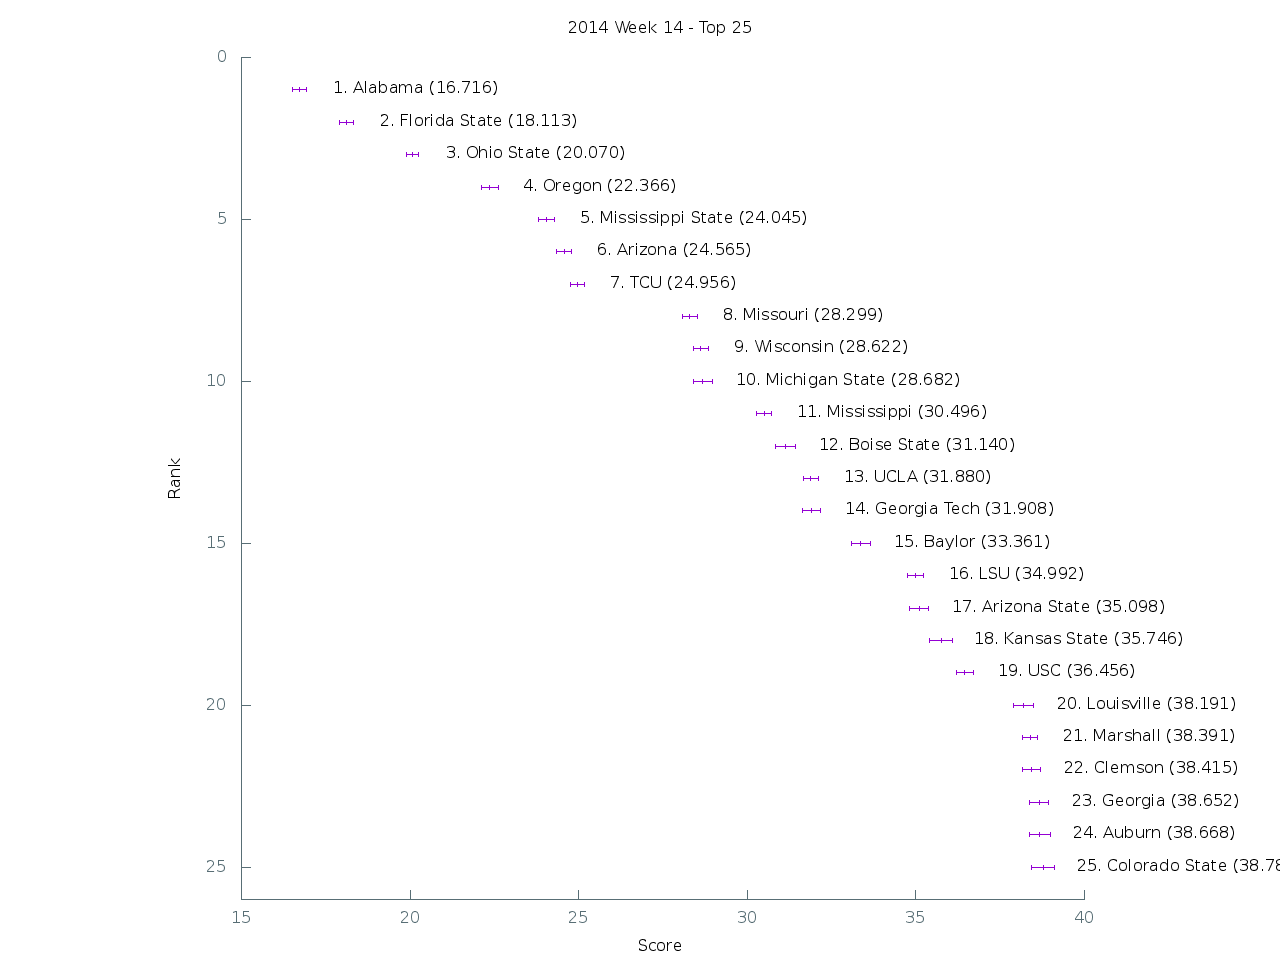 2014 Week 14 - Top 25
0
1. Alabama (16.716)
2. Florida State (18.113)
3. Ohio State (20.070)
4. Oregon (22.366)
5
5. Mississippi State (24.045)
6. Arizona (24.565)
7. TCU (24.956)
8. Missouri (28.299)
9. Wisconsin (28.622)
10
10. Michigan State (28.682)
11. Mississippi (30.496)
12. Boise State (31.140)
Rank
13. UCLA (31.880)
14. Georgia Tech (31.908)
15
15. Baylor (33.361)
16. LSU (34.992)
17. Arizona State (35.098)
18. Kansas State (35.746)
19. USC (36.456)
20
20. Louisville (38.191)
21. Marshall (38.391)
22. Clemson (38.415)
23. Georgia (38.652)
24. Auburn (38.668)
25
25. Colorado State (38.78
15 20 25 30 35 40
Score